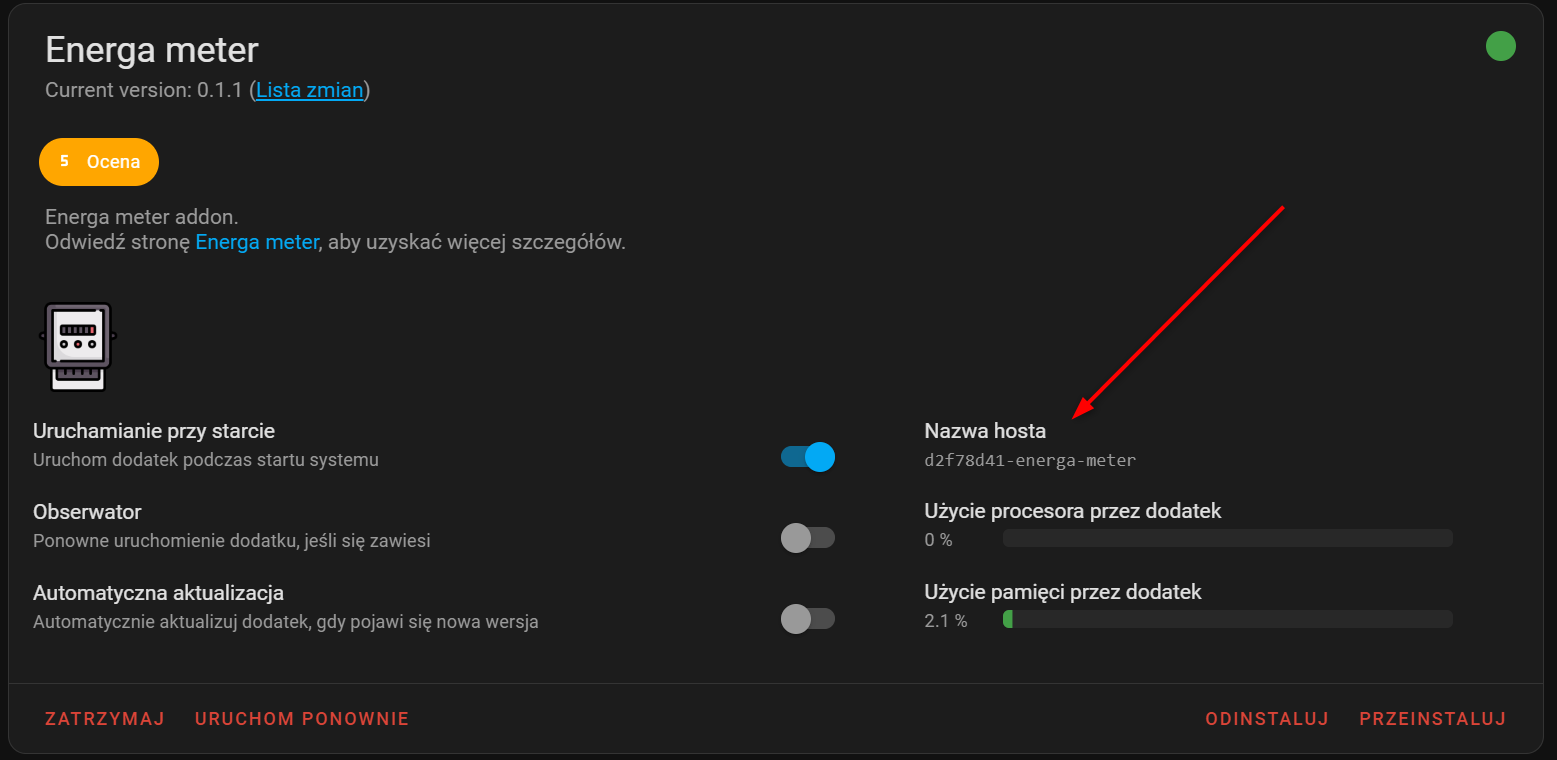 Energa meter
Current version: 0.1.1 (Lista zmian)
5 Ocena
Energa meter addon.
Odwiedź stronę Energa meter, aby uzyskać więcej szczegółów.
Uruchamianie przy starcie
Uruchom dodatek podczas startu systemu
Nazwa hosta
d2f78d41-energa-meter
Obserwator
Ponowne uruchomienie dodatku, jeśli się zawiesi
Użycie procesora przez dodatek
0 %
Automatyczna aktualizacja
Automatycznie aktualizuj dodatek, gdy pojawi się nowa wersja
Użycie pamięci przez dodatek
2.1 %
ZATRZYMAJ URUCHOM PONOWNIE ODINSTALUJ PRZEINSTALUJ